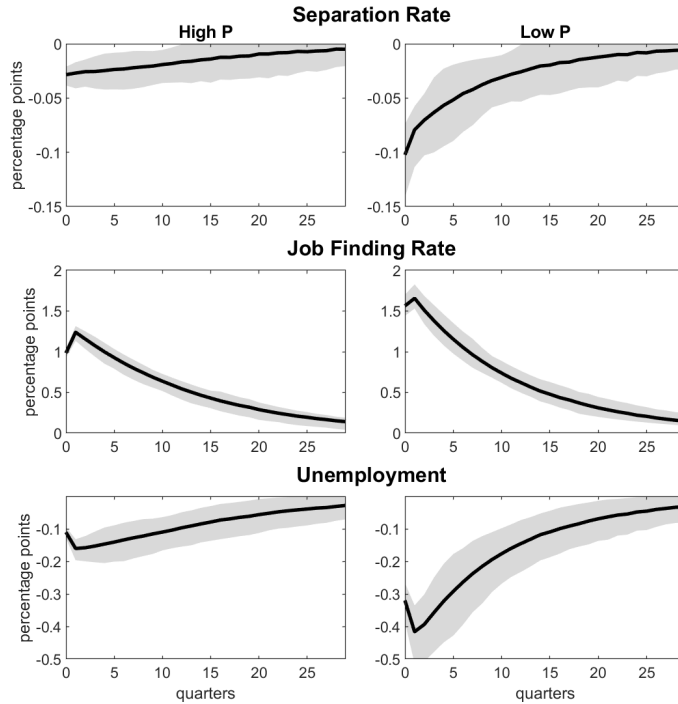 Separation Rate
High P
Low P
percentage points
0
-0.05
-0.1
-0.15
0 5 10 15 20 25
0
-0.05
-0.1
-0.15
0 5 10 15 20 25
Job Finding Rate
percentage points
2
1.5
1
0.5
0
0 5 10 15 20 25
2
1.5
1
0.5
0
0 5 10 15 20 25
Unemployment
percentage points
-0.1
-0.2
-0.3
-0.4
-0.5
0 5 10 15 20 25
quarters
-0.1
-0.2
-0.3
-0.4
-0.5
0 5 10 15 20 25
quarters